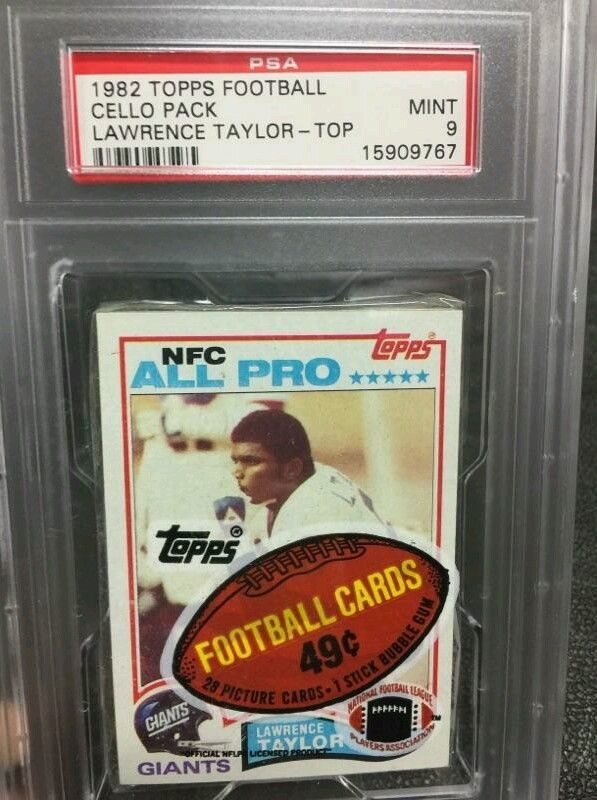 PSA
1982 TOPPS FOOTBALL
CELLO PACK MINT
LAWRENCE TAYLOR-TOP 9
15909767
topps®
NFC
ALL PRO ★★★★★
topps®
FOOTBALL CARDS
49¢
28 PICTURE CARDS • 1 STICK BUBBLE GUM
NATIONAL FOOTBALL LEAGUE
PLAYERS ASSOCIATION
TM
GIANTS
LAWRENCE
TAYLOR
OFFICIAL NFLPA LICENSED PRODUCT
GIANTS